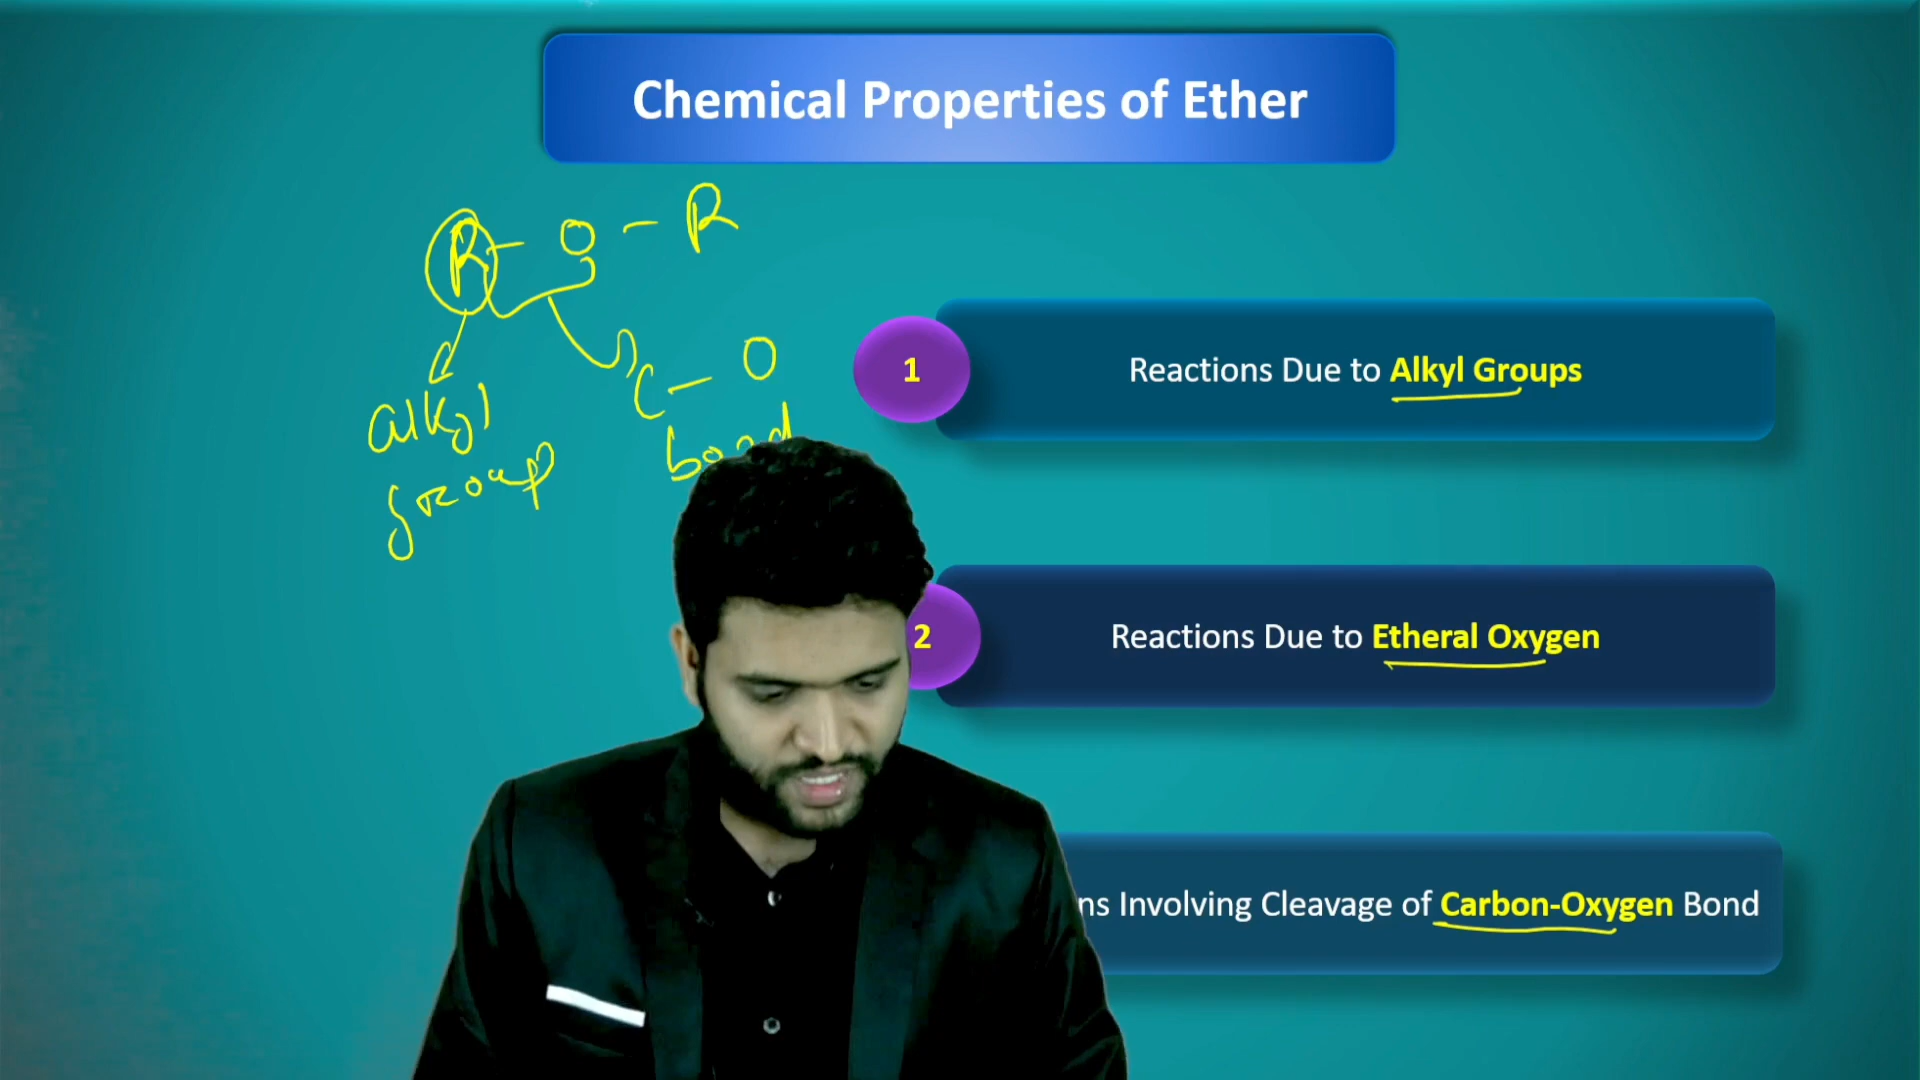 Chemical Properties of Ether
R - O - R
alkyl
group
C - O
1
Reactions Due to Alkyl Groups
2
Reactions Due to Etheral Oxygen
Involving Cleavage of Carbon-Oxygen Bond